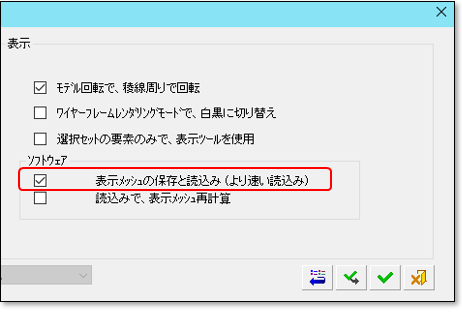 表示
モデル回転で、稜線周りで回転
ワイヤーフレームレンタリングモードで、白黒に切り替え
選択セットの要素のみで、表示ツールを使用
ソフトウェア
表示メッシュの保存と読込み（より速い読込み）
読込みで、表示メッシュ再計算